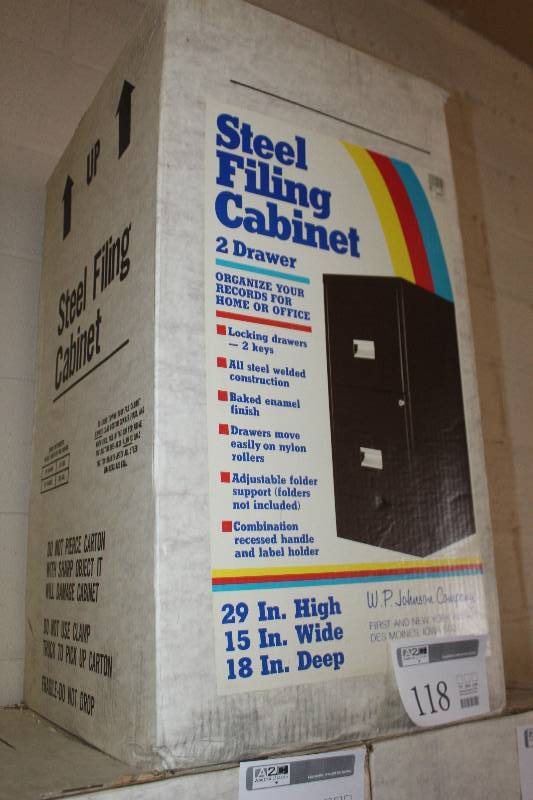 UP
Steel Filing
Cabinet
DO NOT PIERCE CARTON
WITH SHARP OBJECT IT
WILL DAMAGE CABINET
DO NOT USE CLAMP
TRUCK TO PICK UP CARTON
FRAGILE-DO NOT DROP
Steel
Filing
Cabinet
2 Drawer
ORGANIZE YOUR
RECORDS FOR
HOME OR OFFICE
Locking drawers
— 2 keys
All steel welded
construction
Baked enamel
finish
Drawers move
easily on nylon
rollers
Adjustable folder
support (folders
not included)
Combination
recessed handle
and label holder
29 In. High
15 In. Wide
18 In. Deep
W. P. Johnson Company
FIRST AND NEW YORK
DES MOINES, IOWA
A2
118
A2